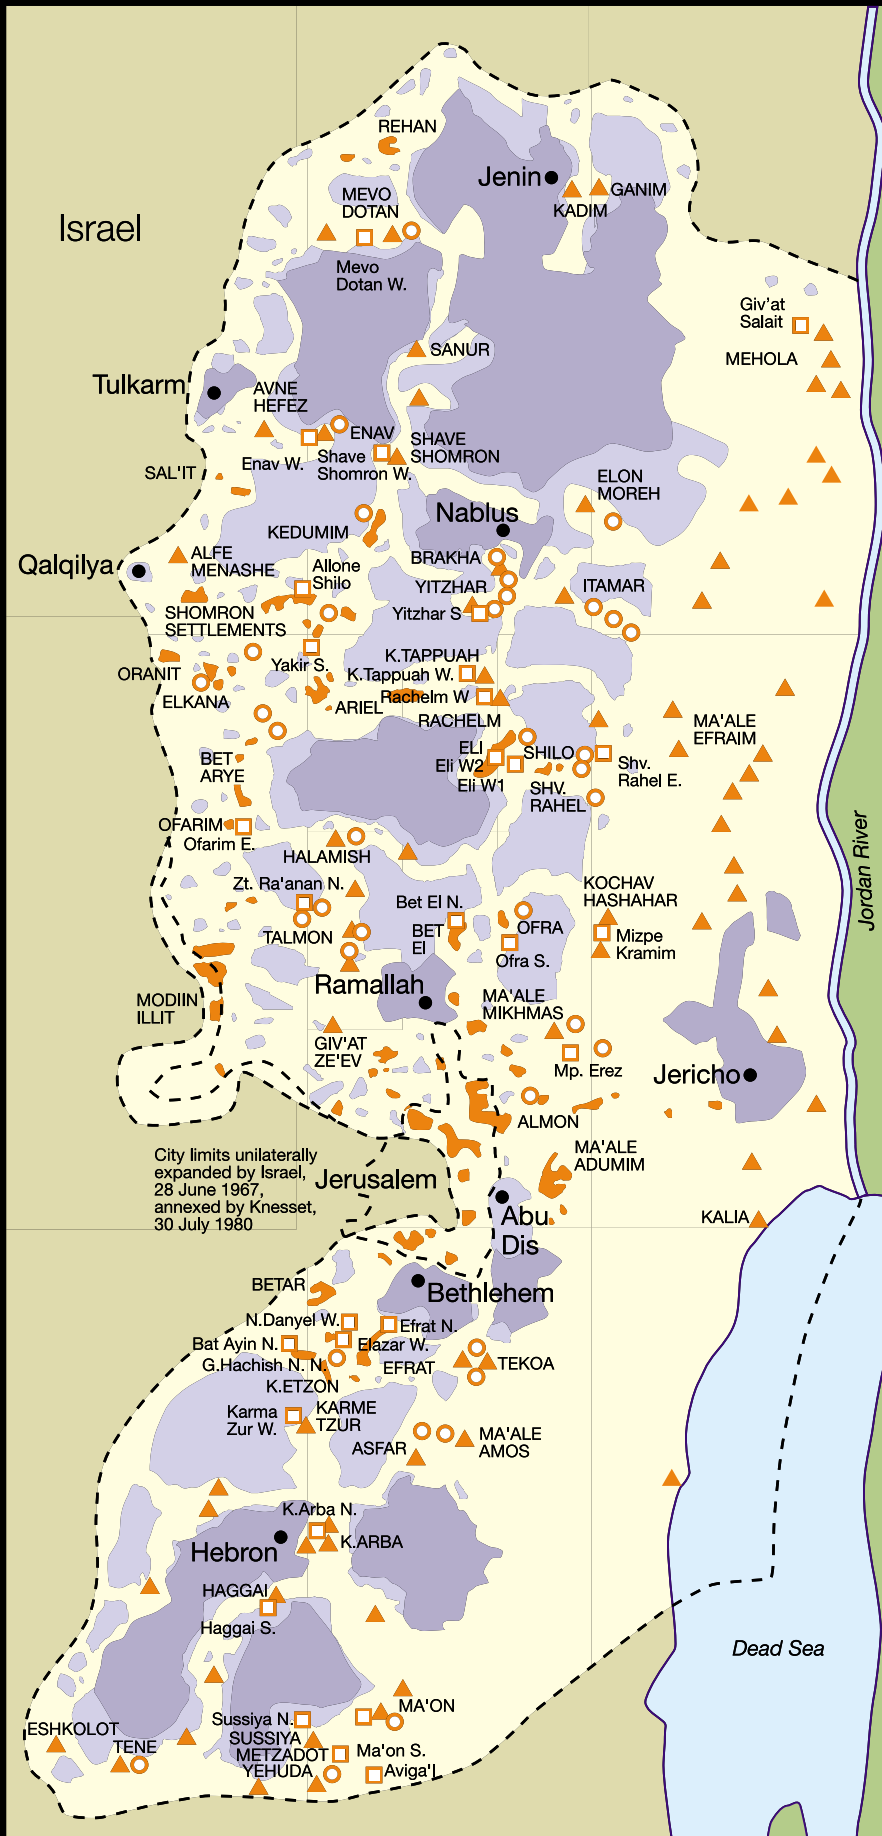 REHAN
Jenin
GANIM
KADIM
MEVO
DOTAN
Israel
Mevo
Dotan W.
Giv'at
Salait
SANUR
MEHOLA
Tulkarm
AVNE
HEFEZ
ENAV
SHAVE
SHOMRON
Enav W.
Shave
Shomron W.
SAL'IT
ELON
MOREH
Nablus
KEDUMIM
Qalqilya
ALFE
MENASHE
Allone
Shilo
BRAKHA
YITZHAR
ITAMAR
Yitzhar S
SHOMRON
SETTLEMENTS
Yakir S.
K.TAPPUAH
K.Tappuah W.
ORANIT
ELKANA
ARIEL
Rachelm W
RACHELM
MA'ALE
EFRAIM
ELI
Eli W2
SHILO
Shv.
Rahel E.
BET
ARYE
Eli W1
SHV.
RAHEL
OFARIM
Ofarim E.
HALAMISH
Jordan River
Zt. Ra'anan N.
KOCHAV
HASHAHAR
Bet El N.
BET
El
OFRA
TALMON
Mizpe
Kramim
Ofra S.
Ramallah
MODIIN
ILLIT
MA'ALE
MIKHMAS
GIV'AT
ZE'EV
Mp. Erez
Jericho
ALMON
City limits unilaterally
expanded by Israel,
28 June 1967,
annexed by Knesset,
30 July 1980
Jerusalem
MA'ALE
ADUMIM
KALIA
Abu
Dis
BETAR
Bethlehem
N.Danyel W.
Efrat N.
Bat Ayin N.
Elazar W.
G.Hachish N. N.
EFRAT
TEKOA
K.ETZON
Karma
Zur W.
KARME
TZUR
ASFAR
MA'ALE
AMOS
K.Arba N.
Hebron
K.ARBA
HAGGAI
Haggai S.
Dead Sea
MA'ON
Sussiya N.
SUSSIYA
ESHKOLOT
TENE
METZADOT
YEHUDA
Ma'on S.
Aviga'l